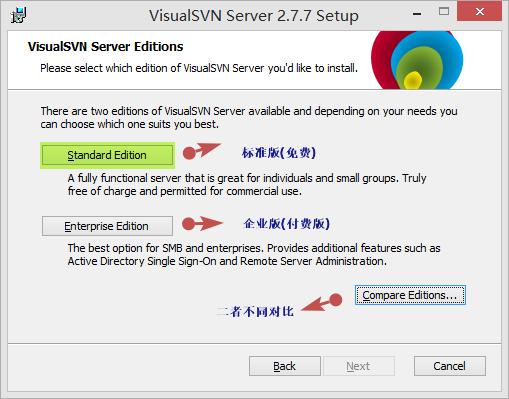 VisualSVN Server 2.7.7 Setup
VisualSVN Server Editions
Please select which edition of VisualSVN Server you'd like to install.
There are two editions of VisualSVN Server available and depending on your needs you
can choose which one suits you best.
Standard Edition
标准版(免费)
A fully functional server that is great for individuals and small groups. Truly
free of charge and permitted for commercial use.
Enterprise Edition
企业版(付费版)
The best option for SMB and enterprises. Provides additional features such as
Active Directory Single Sign-On and Remote Server Administration.
Compare Editions...
二者不同对比
Back
Next
Cancel